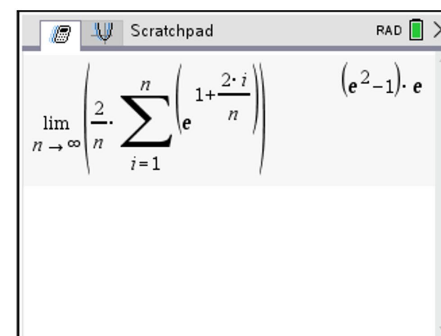 Scratchpad RAD
lim n → ∞ (2/n · ∑ i=1 n (e^(1+(2·i)/n))) (e^2−1)·e